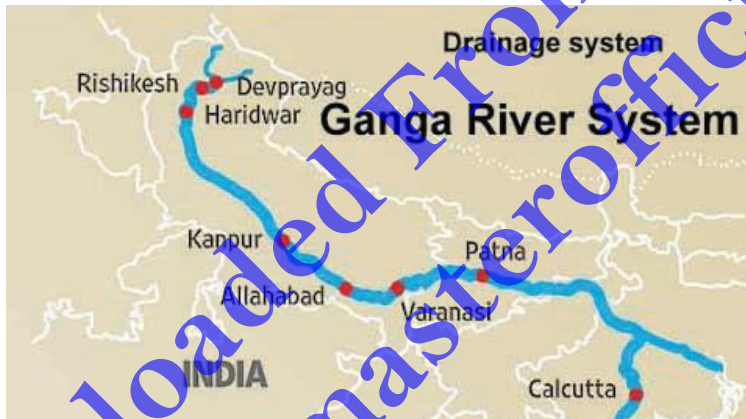 Drainage system
Ganga River System
Rishikesh
Devprayag
Haridwar
Kanpur
Patna
Allahabad
Varanasi
INDIA
Calcutta